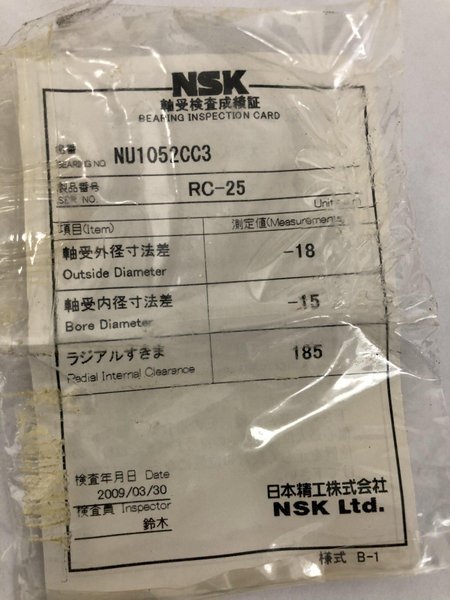 NSK
軸受検査成績証
BEARING INSPECTION CARD
呼番
BEARING NO. NU1052CC3
製品番号
SER. NO. RC-25
Unit
項目(Item) 測定値(Measurements)
軸受外径寸法差 -18
Outside Diameter
軸受内径寸法差 -15
Bore Diameter
ラジアルすきま 185
Radial Internal Clearance
検査年月日 Date
2009/03/30
検査員 Inspector
鈴木
日本精工株式会社
NSK Ltd.
様式 B-1